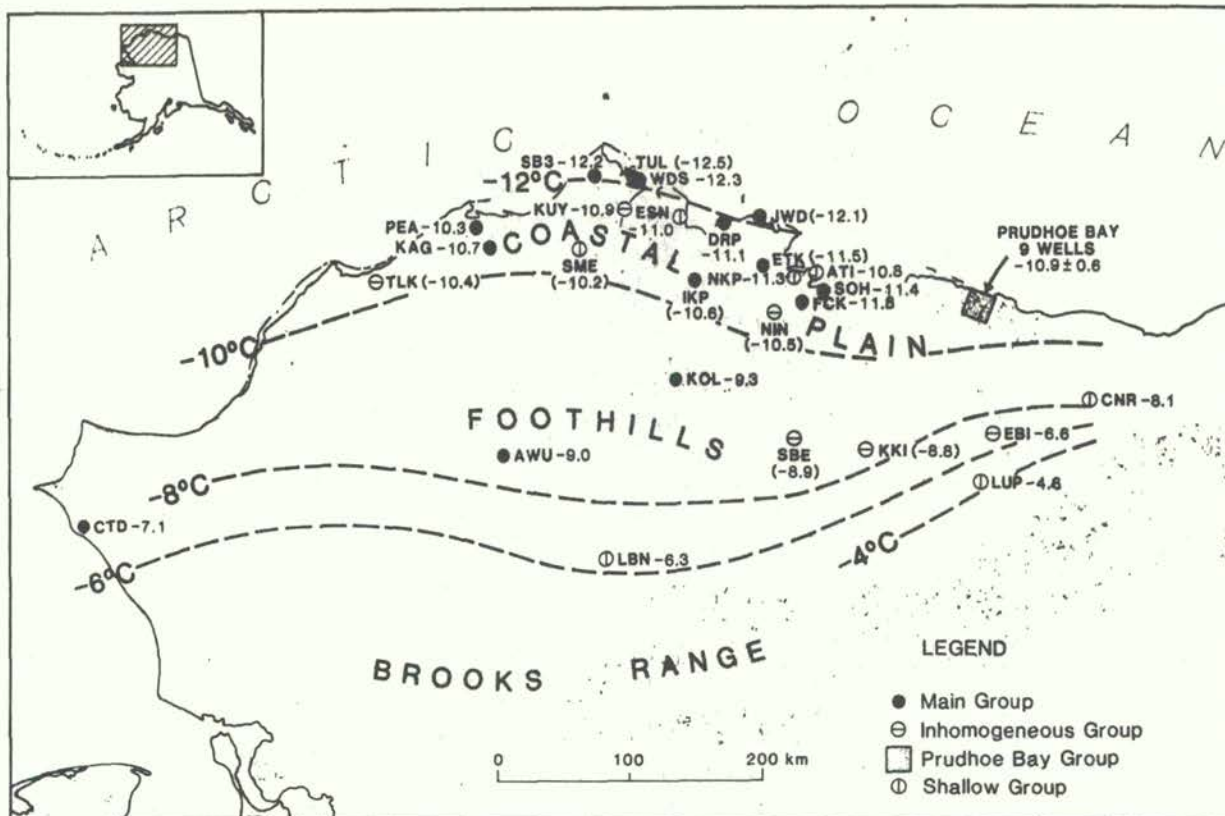 ARCTIC OCEAN
SB3-12.2
TUL (-12.5)
WDS-12.3
-12°C
KUY-10.9
ESN
-11.0
JWD(-12.1)
PEA-10.3
KAG-10.7
COASTAL PLAIN
DRP
-11.1
PRUDHOE BAY
9 WELLS
-10.9±0.6
SME
(-10.2)
ETK(-11.5)
TLK(-10.4)
NKP-11.3
ATI-10.8
IKP
(-10.6)
SOH-11.4
FCK-11.8
NIN
(-10.5)
-10°C
KOL-9.3
CNR-8.1
FOOTHILLS
EBI-6.6
AWU-9.0
SBE
(-8.9)
KKI(-8.8)
-8°C
LUP-4.6
CTD-7.1
-4°C
LBN-6.3
-6°C
BROOKS RANGE
LEGEND
Main Group
Inhomogeneous Group
Prudhoe Bay Group
Shallow Group
0 100 200 km